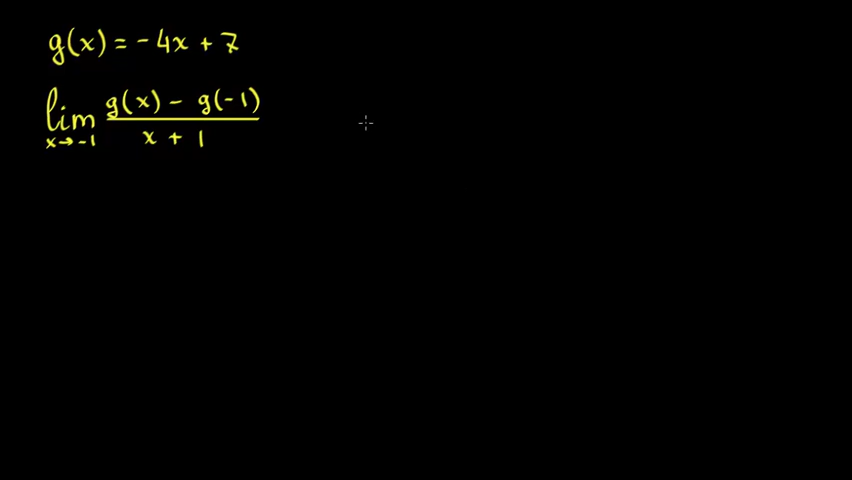 g(x) = -4x + 7
lim x→-1 (g(x) - g(-1))/(x + 1)